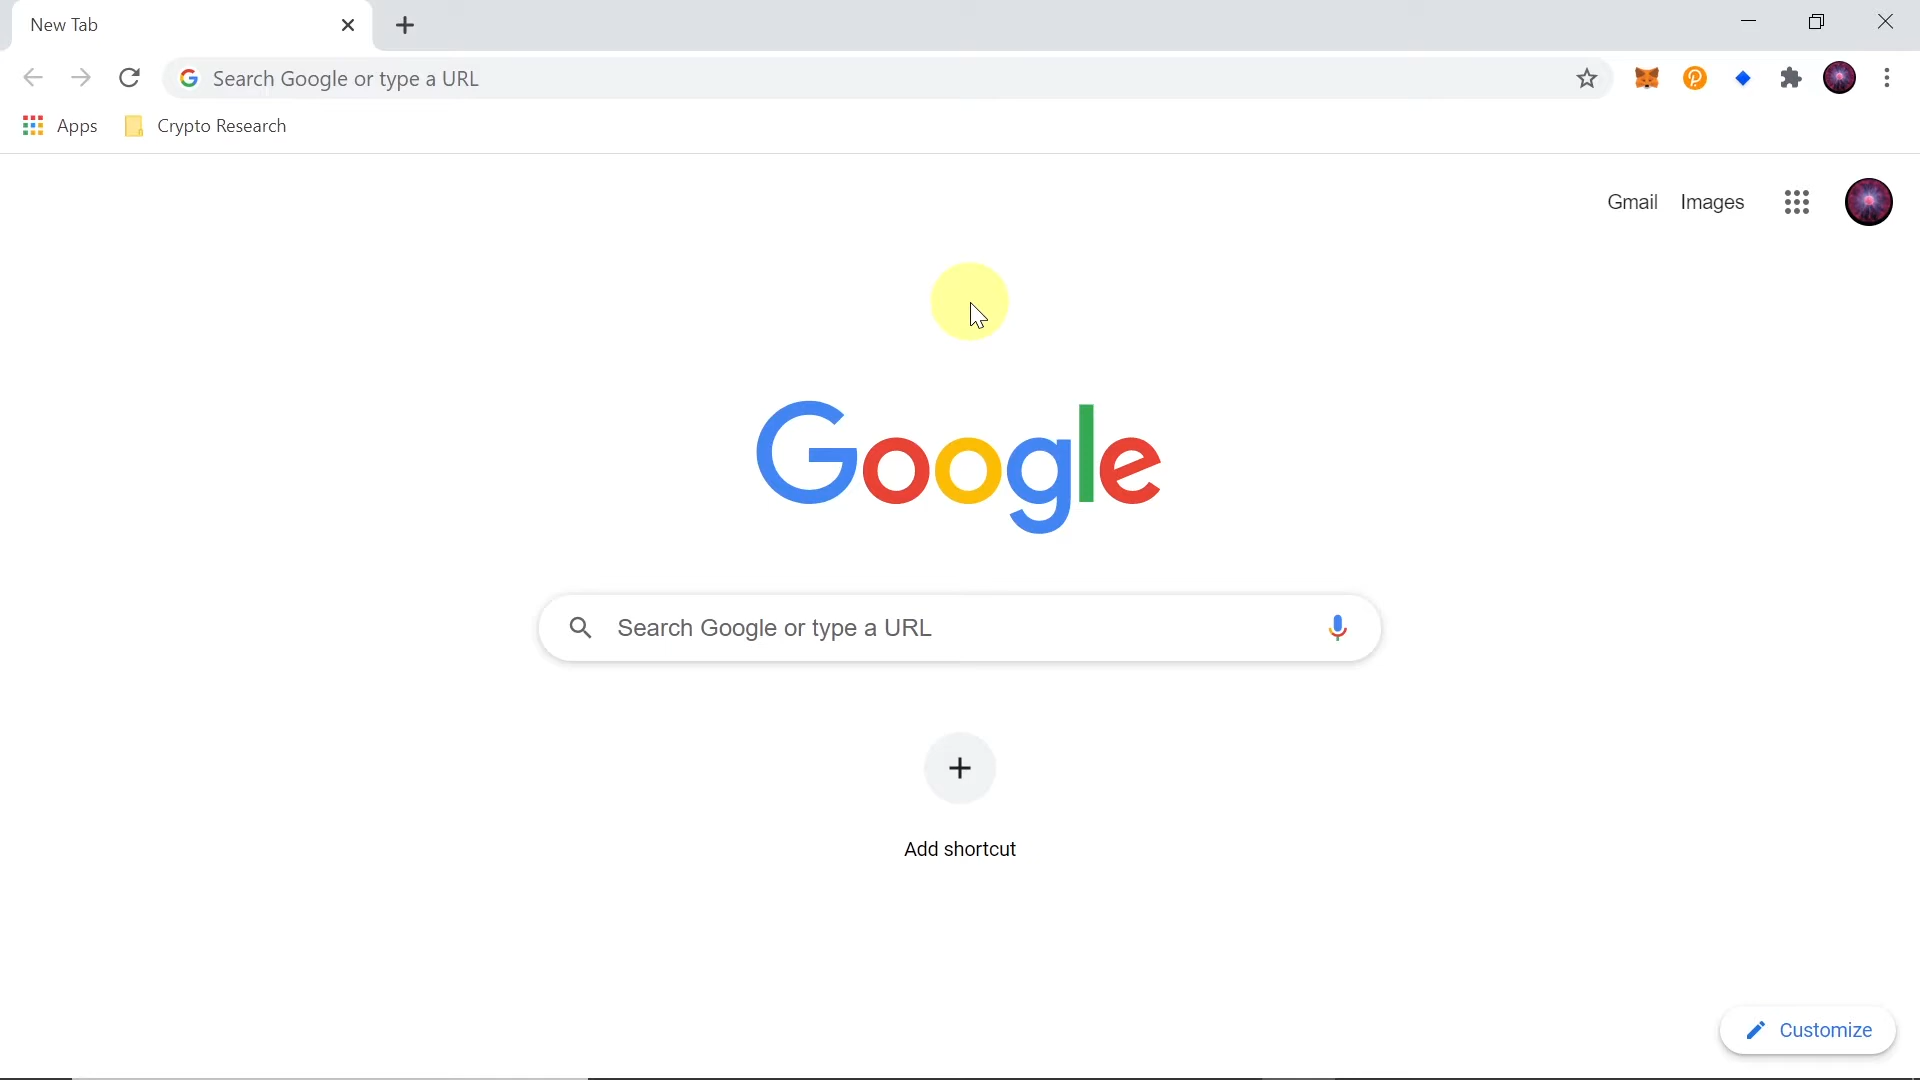 New Tab
Search Google or type a URL
Apps
Crypto Research
Gmail
Images
Google
Search Google or type a URL
Add shortcut
Customize